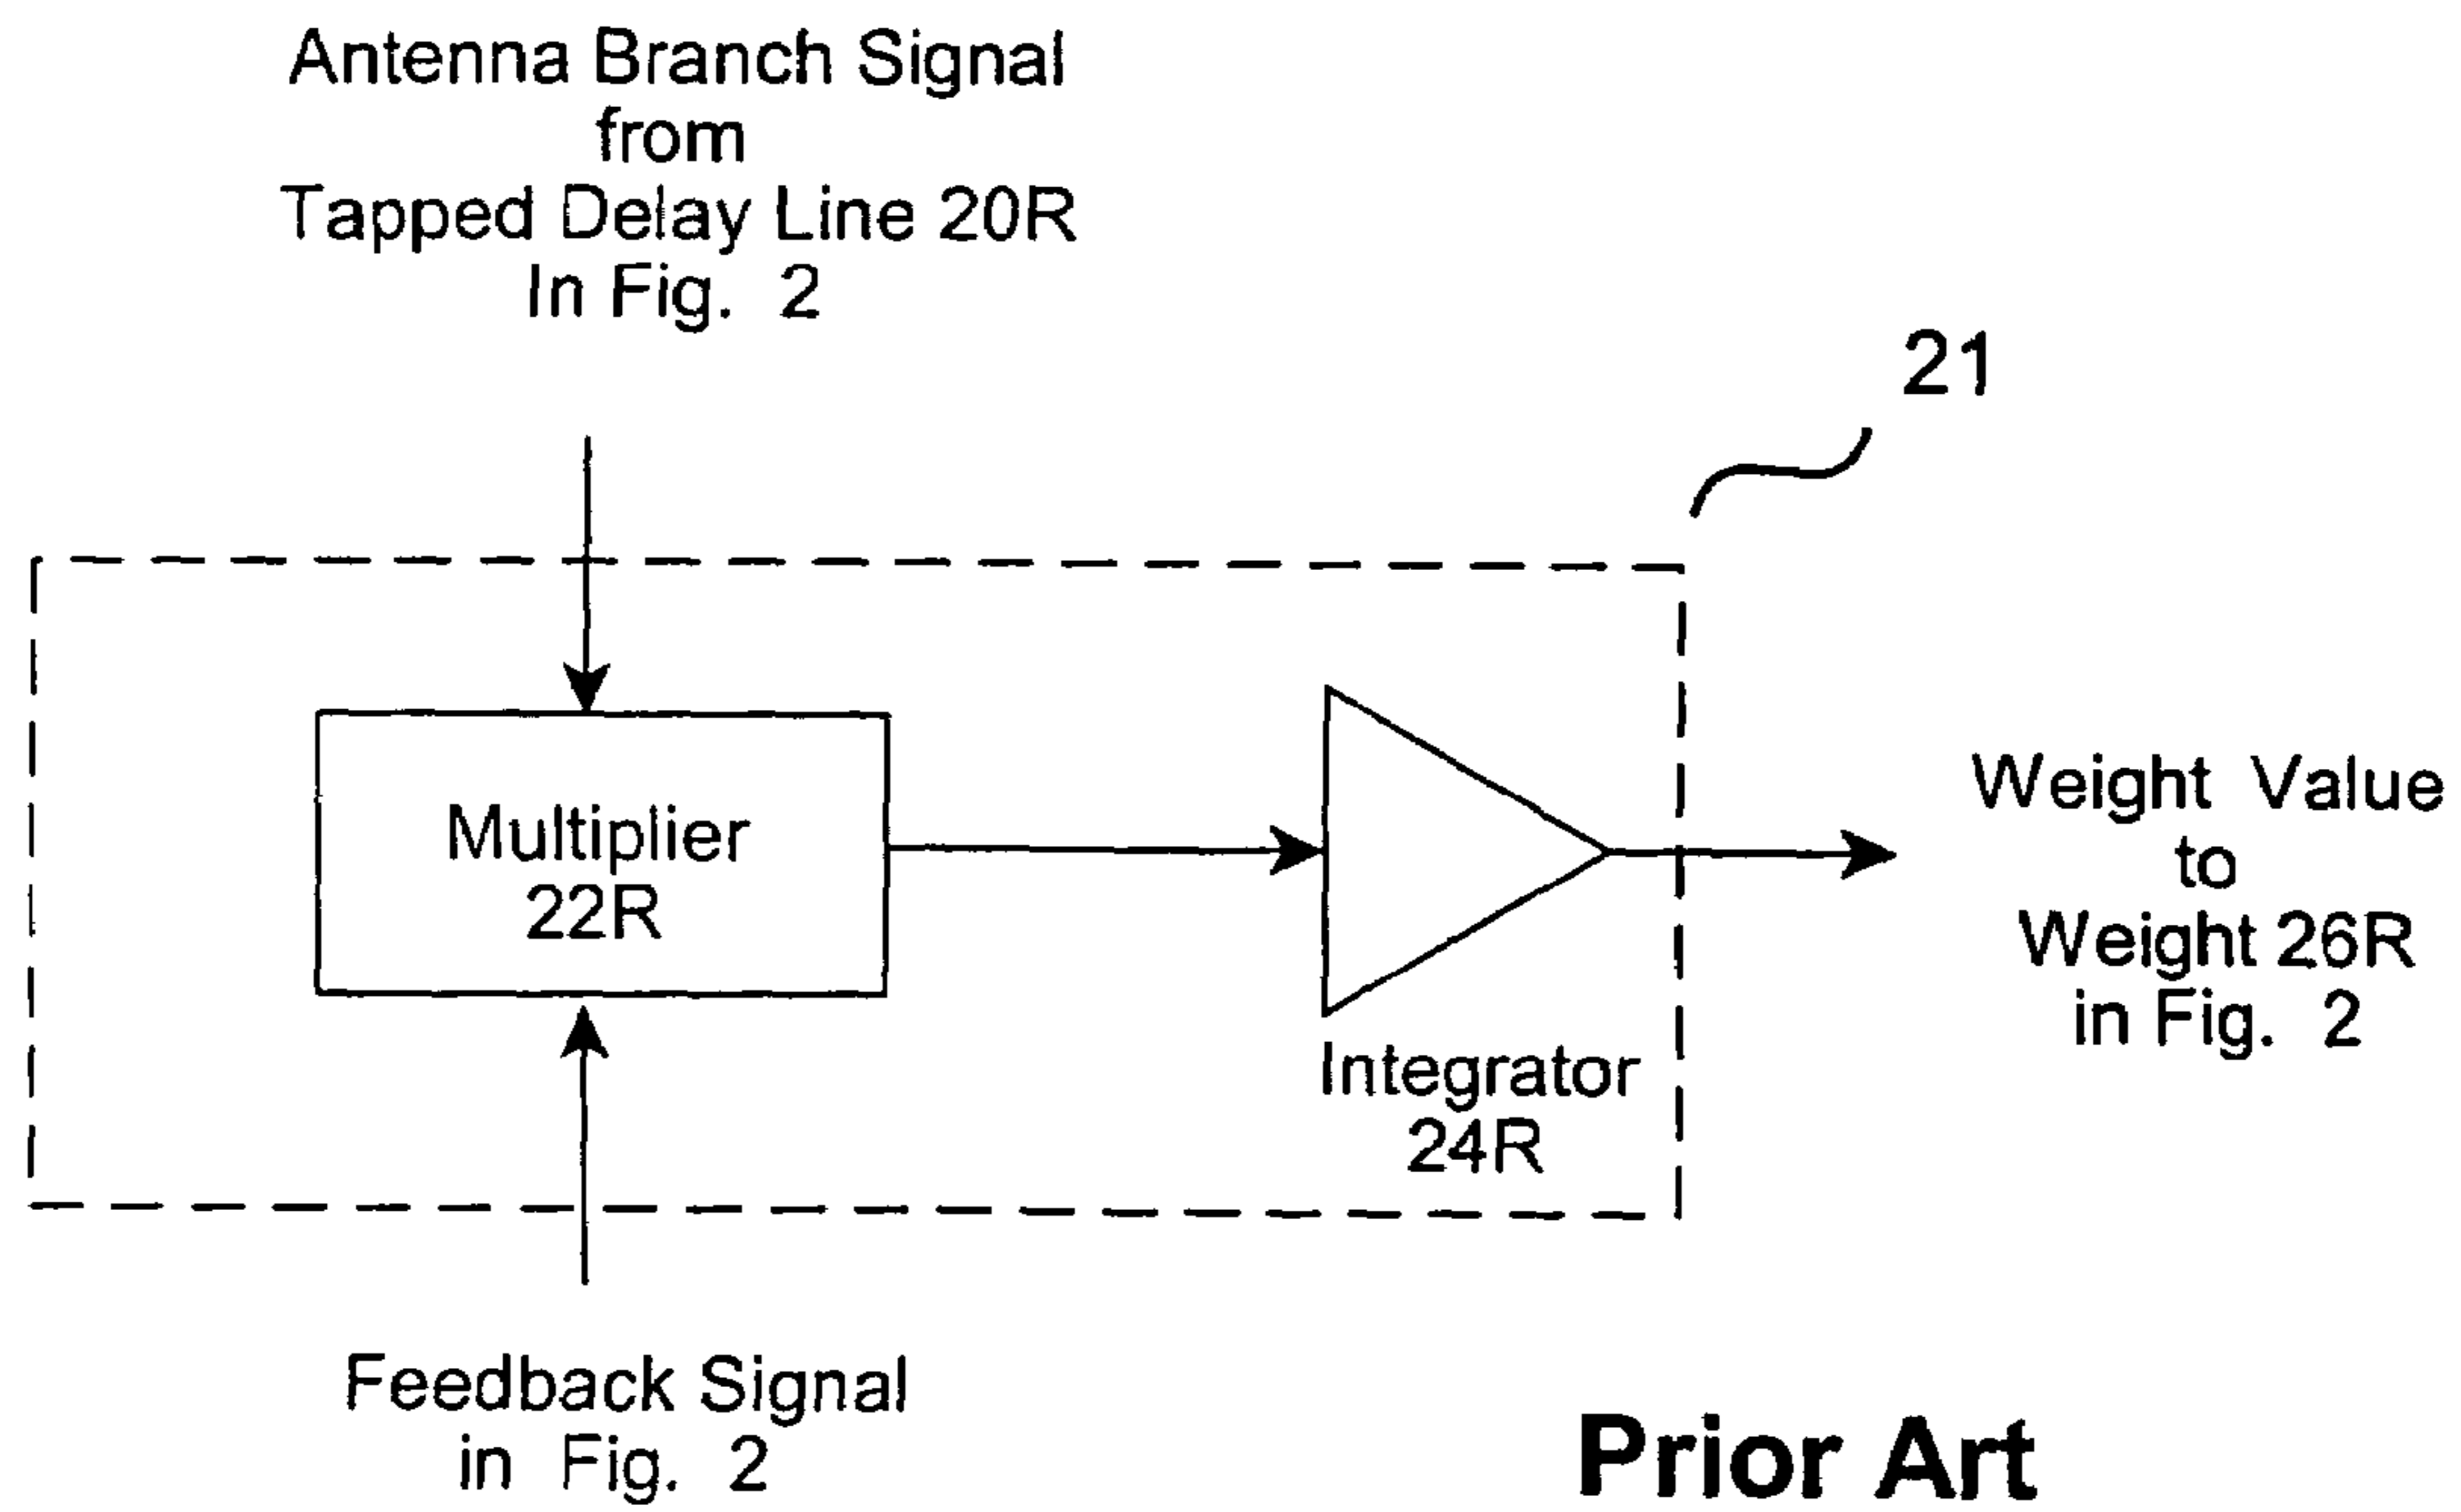 Antenna Branch Signal
from
Tapped Delay Line 20R
In Fig. 2
21
Multiplier
22R
Integrator
24R
Weight Value
to
Weight 26R
in Fig. 2
Feedback Signal
in Fig. 2
Prior Art